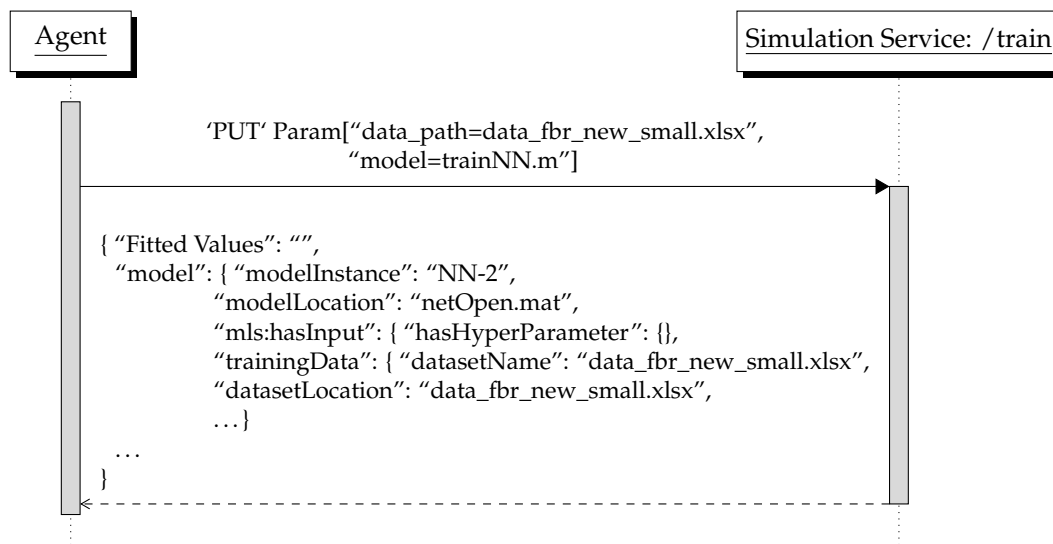 Agent
Simulation Service: /train
‘PUT‘ Param[“data_path=data_fbr_new_small.xlsx”,
“model=trainNN.m”]
{ “Fitted Values”: “”,
“model”: { “modelInstance”: “NN-2”,
“modelLocation”: “netOpen.mat”,
“mls:hasInput”: { “hasHyperParameter”: {},
“trainingData”: { “datasetName”: “data_fbr_new_small.xlsx”,
“datasetLocation”: “data_fbr_new_small.xlsx”,
...}
...
}